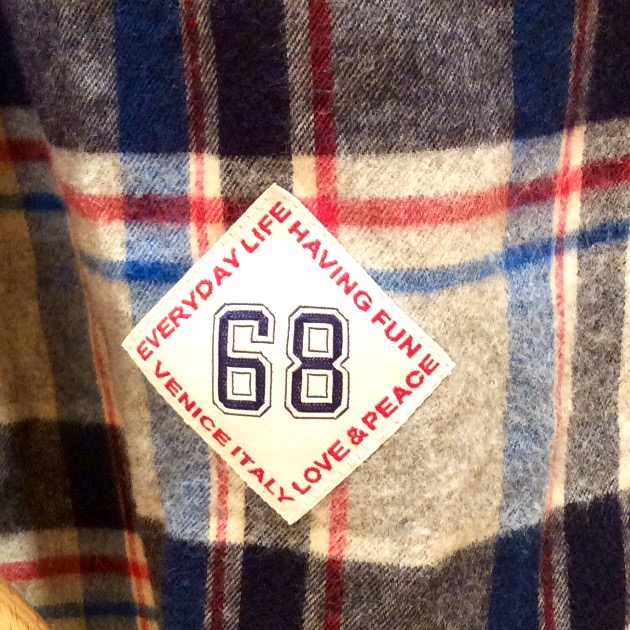 EVERYDAY LIFE
HAVING FUN
68
VENICE ITALY
LOVE & PEACE